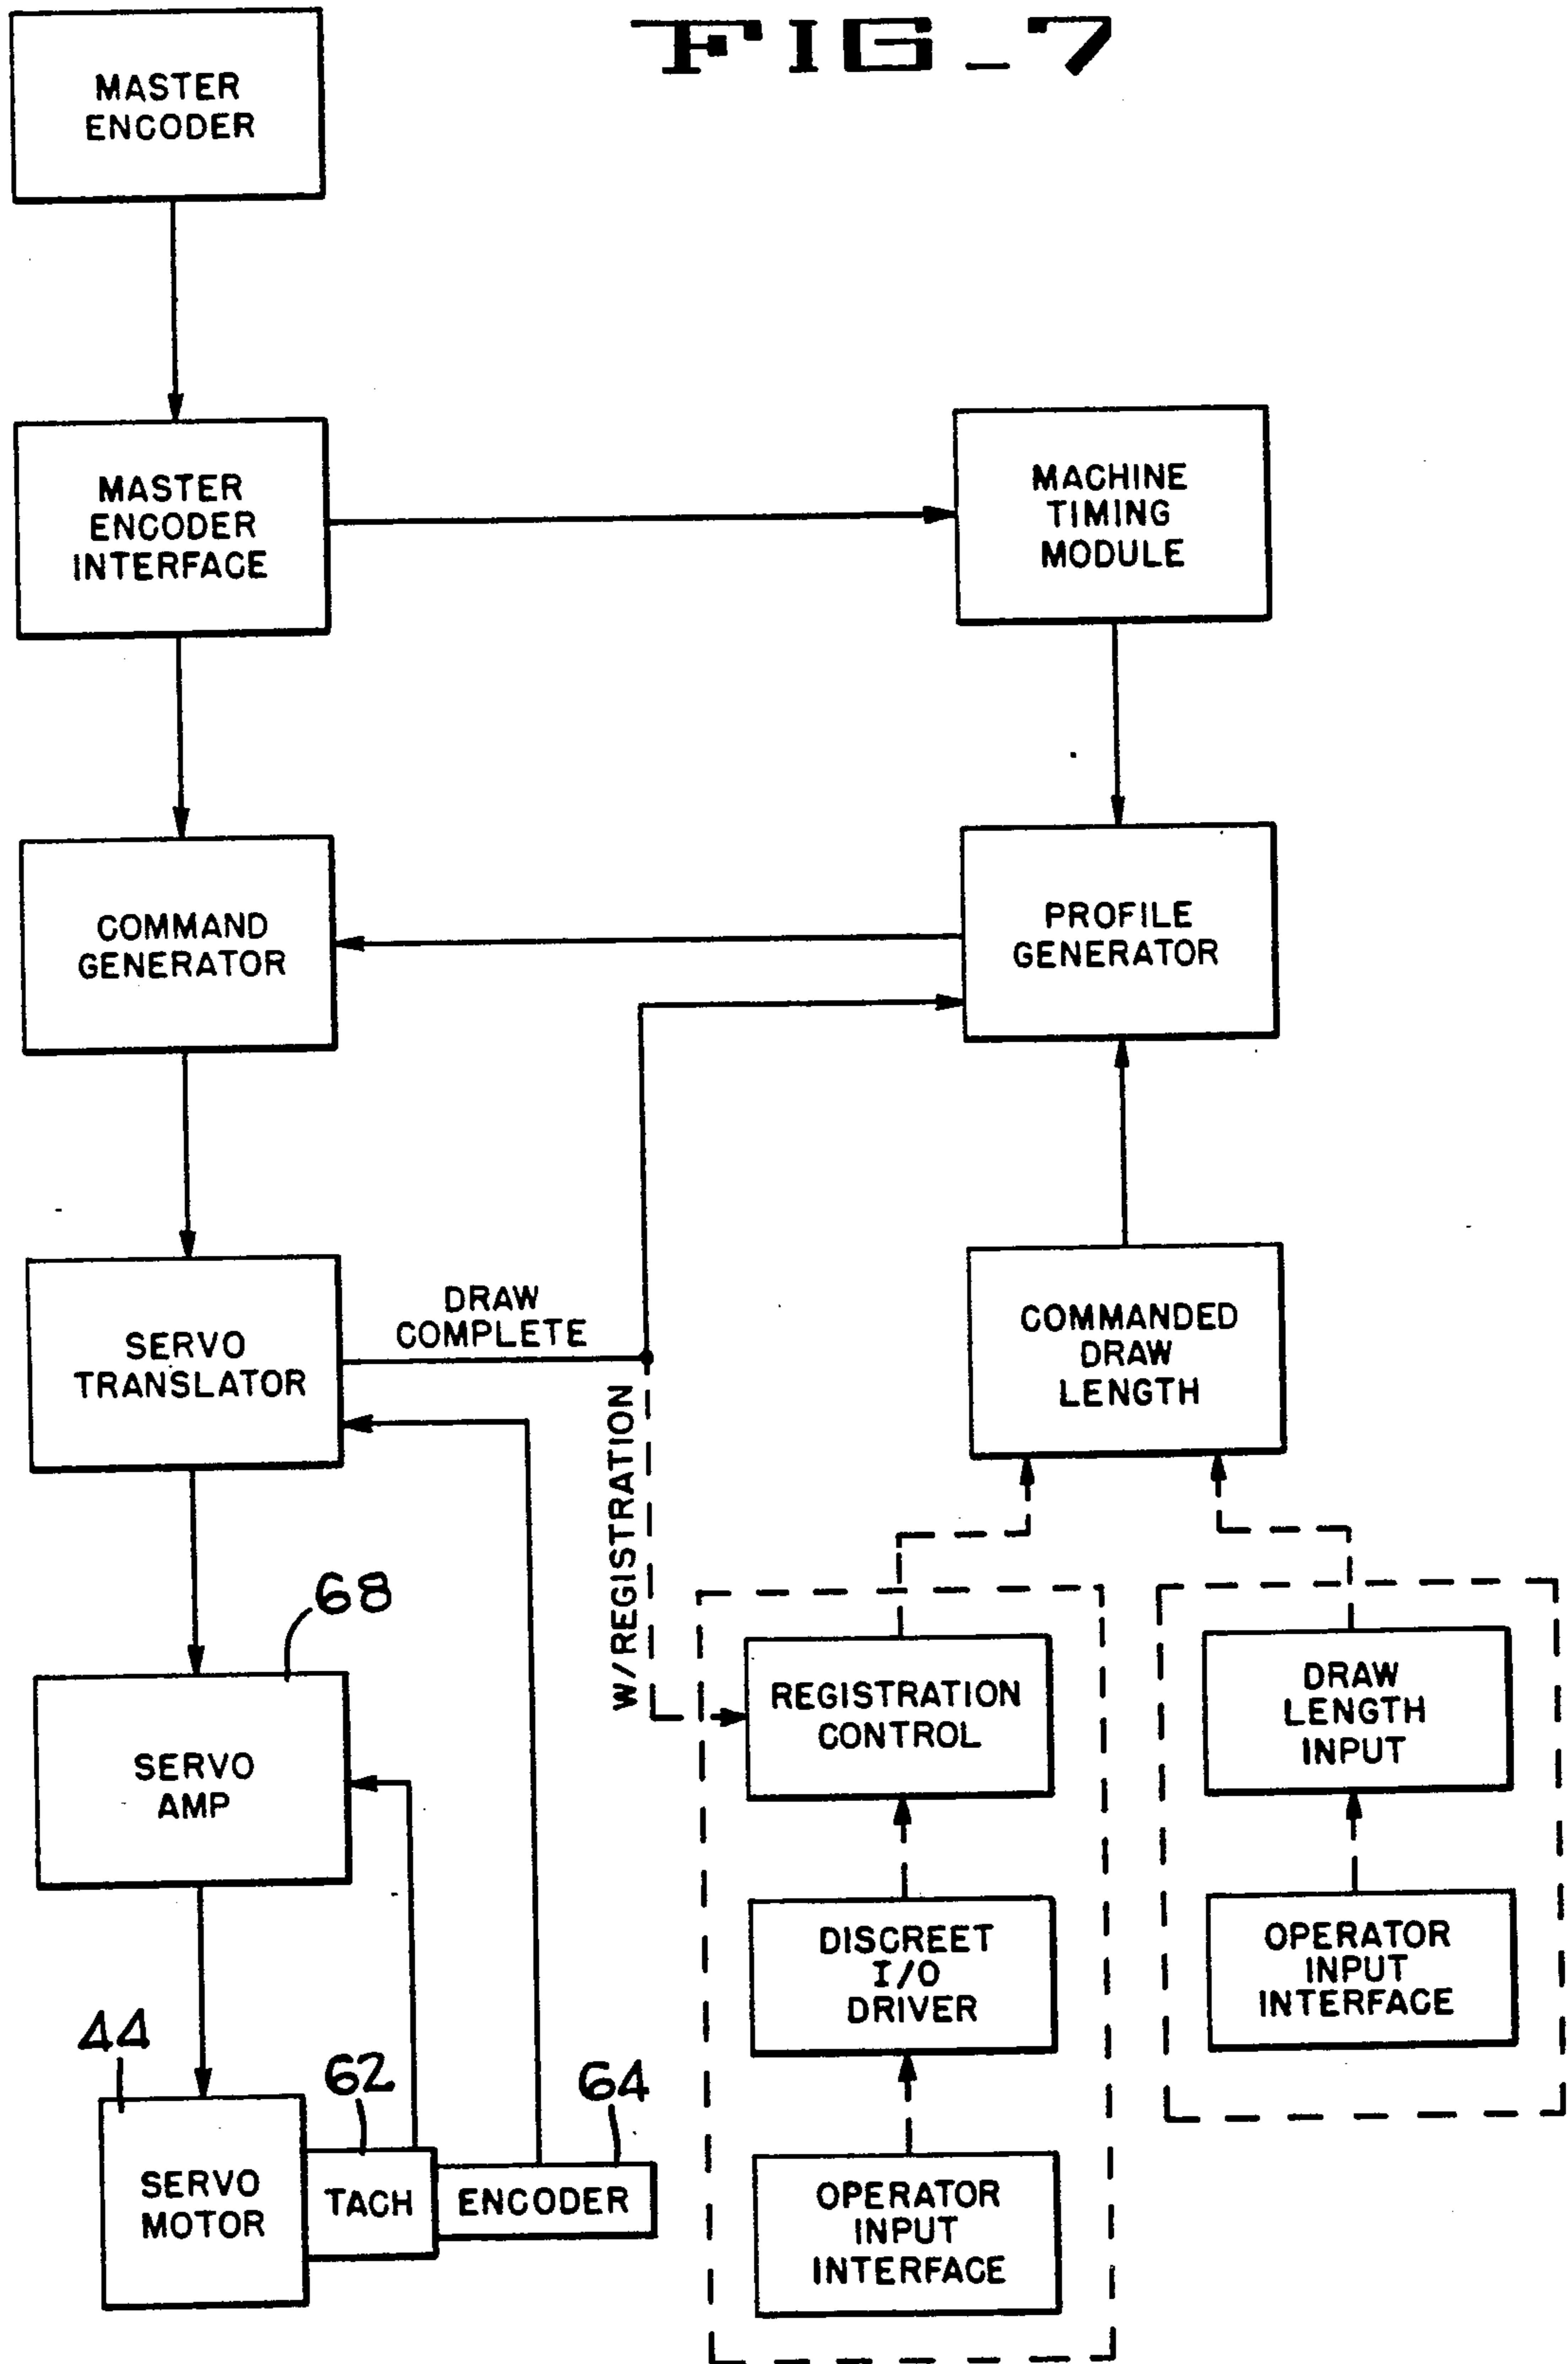 FIG_7
MASTER
ENCODER
MASTER
ENCODER
INTERFACE
MACHINE
TIMING
MODULE
COMMAND
GENERATOR
PROFILE
GENERATOR
SERVO
TRANSLATOR
DRAW
COMPLETE
COMMANDED
DRAW
LENGTH
W/REGISTRATION
68
SERVO
AMP
REGISTRATION
CONTROL
DRAW
LENGTH
INPUT
DISCREET
I/O
DRIVER
OPERATOR
INPUT
INTERFACE
44
62
64
SERVO
MOTOR
TACH
ENCODER
OPERATOR
INPUT
INTERFACE